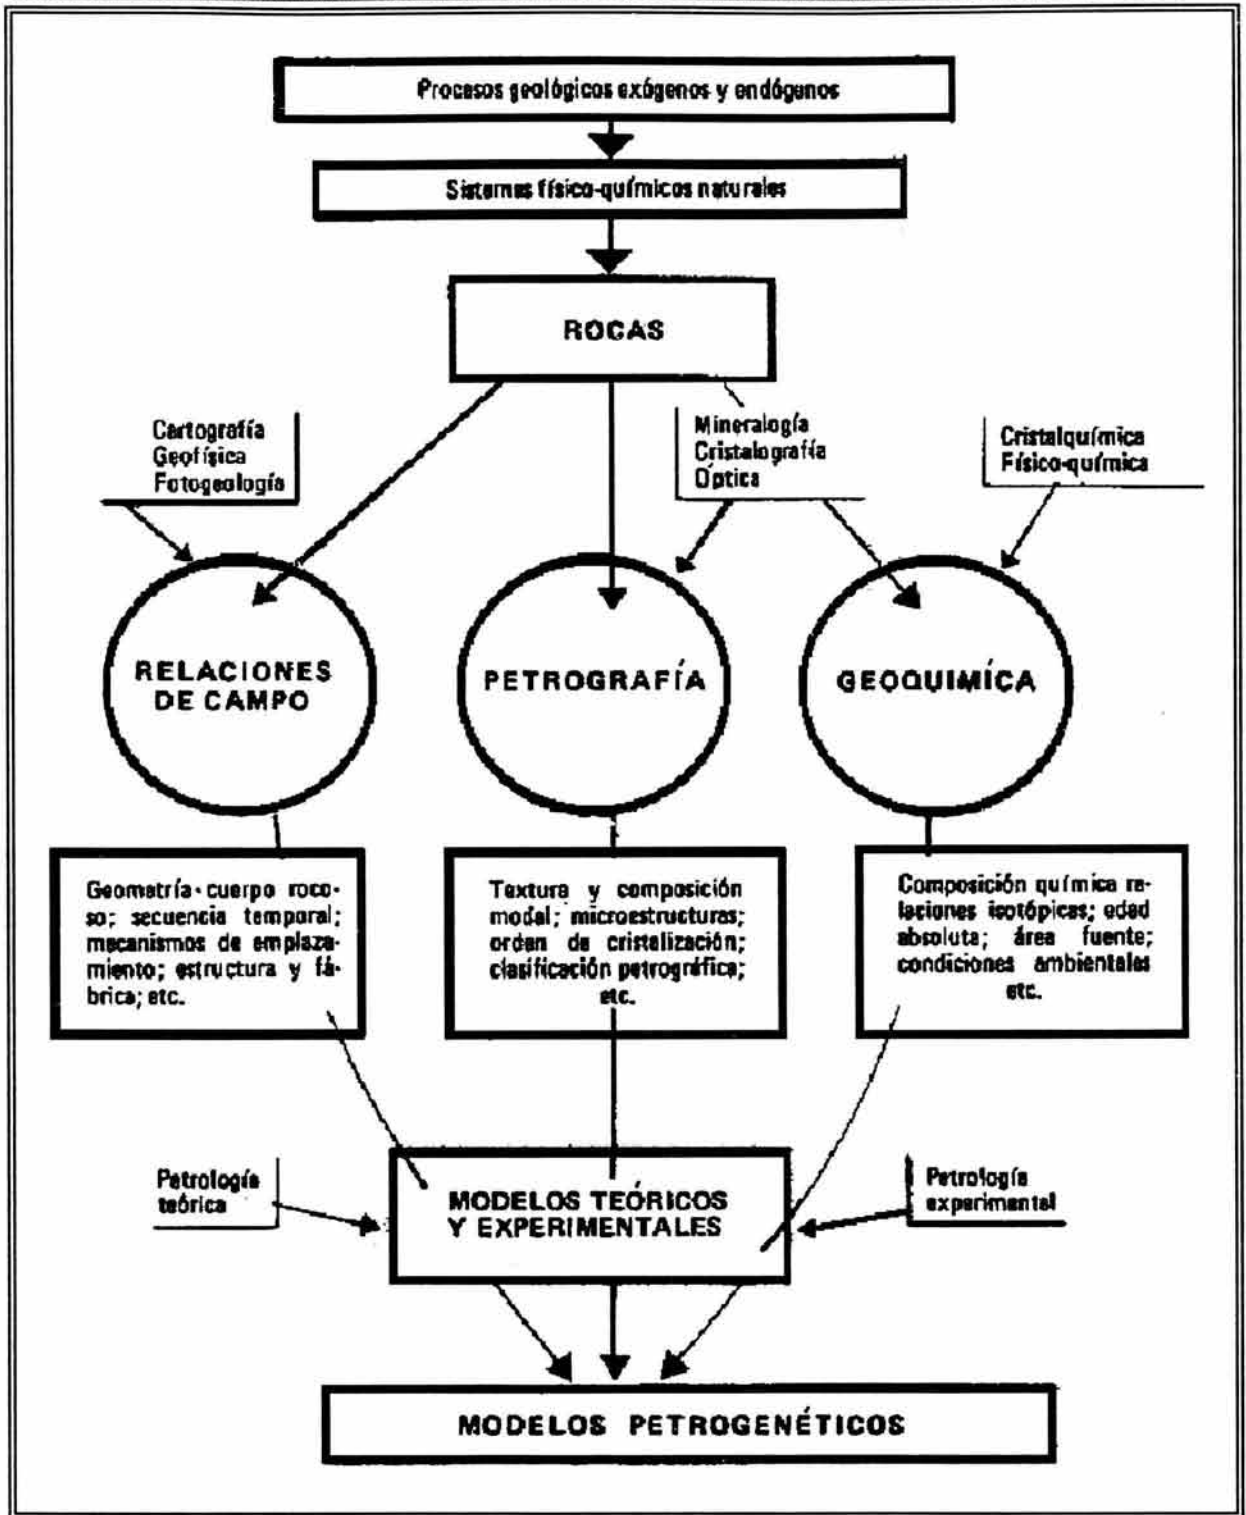 Procesos geológicos exógenos y endógenos
Sistemas físico-químicos naturales
ROCAS
Cartografía
Geofísica
Fotogeología
Mineralogía
Cristalografía
Óptica
Cristalquímica
Físico-química
RELACIONES
DE CAMPO
PETROGRAFÍA
GEOQUIMÍCA
Geometría-cuerpo roco-
so; secuencia temporal;
mecanismos de emplaza-
miento; estructura y fá-
brica; etc.
Textura y composición
modal; microestructuras;
orden de cristalización;
clasificación petrográfica;
etc.
Composición química re-
laciones isotópicas; edad
absoluta; área fuente;
condiciones ambientales
etc.
Petrología
teórica
MODELOS TEÓRICOS
Y EXPERIMENTALES
Petrología
experimental
MODELOS PETROGENÉTICOS